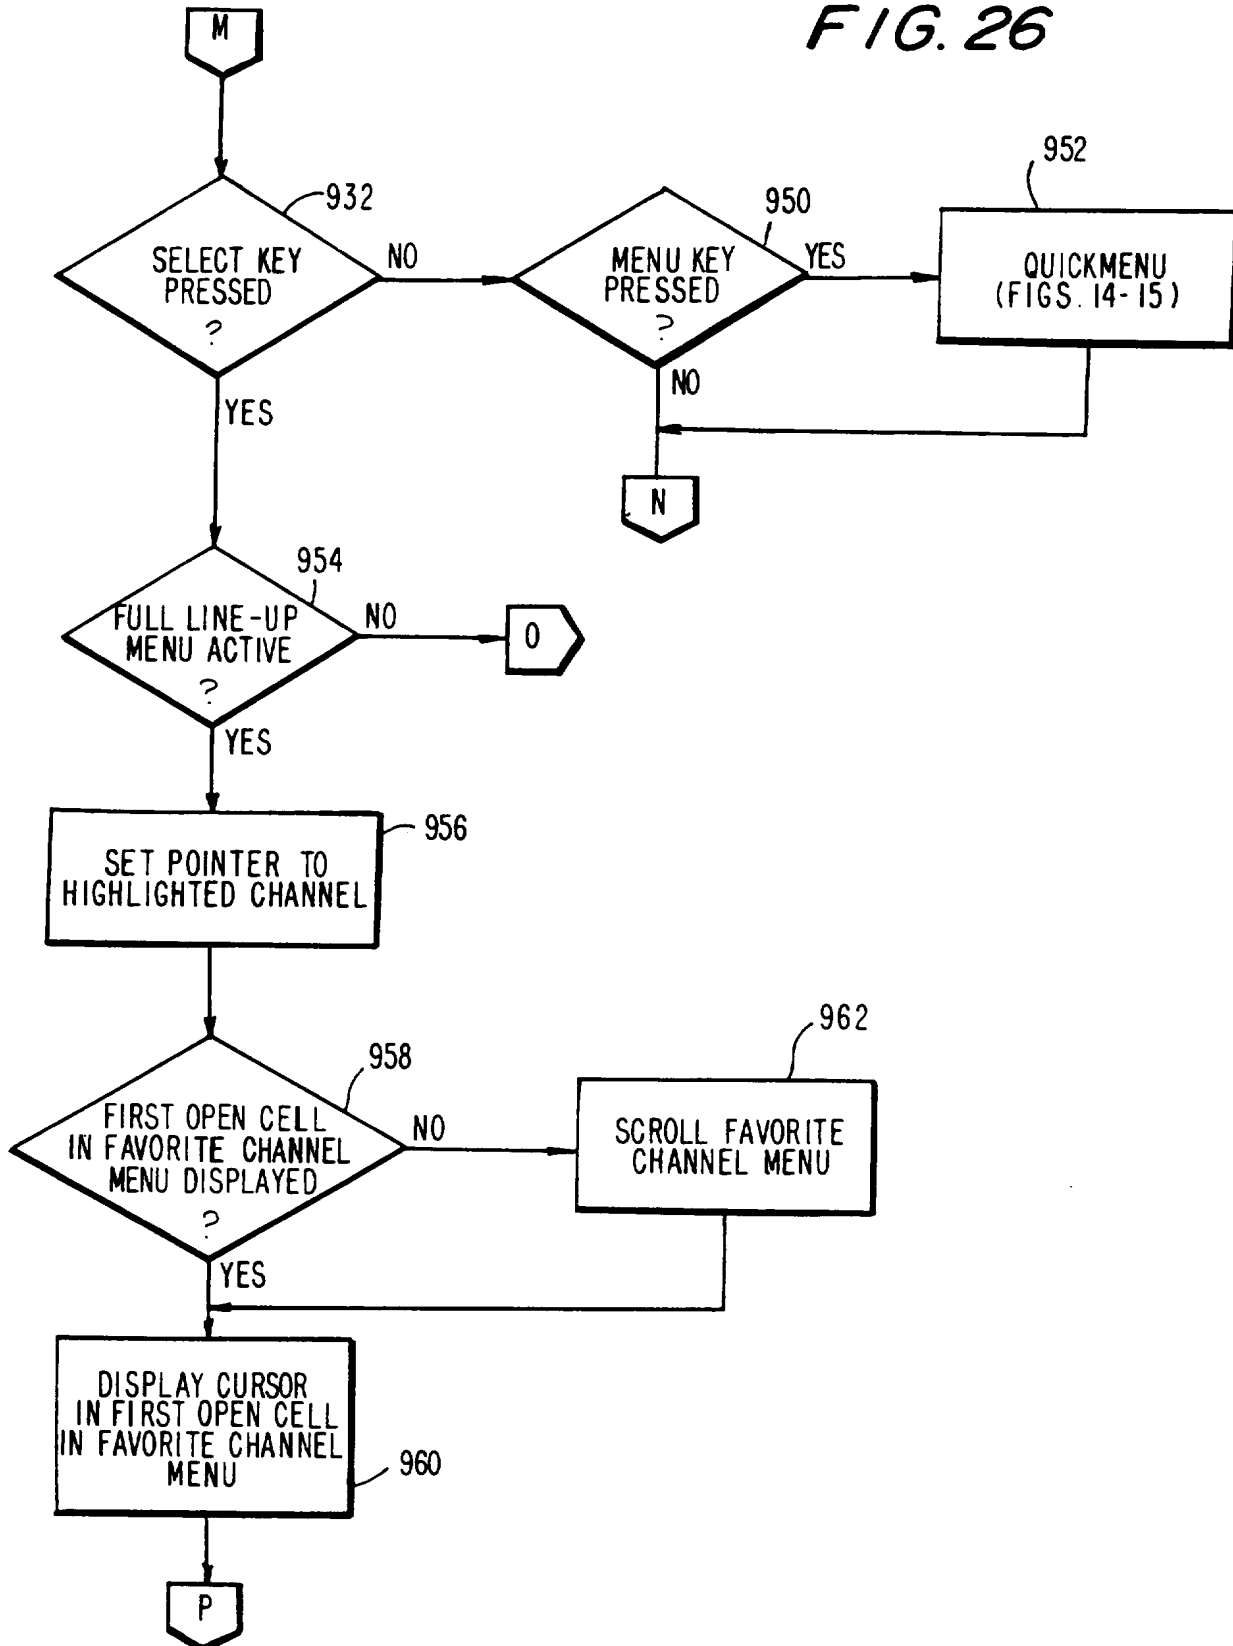 FIG. 26
M
932
SELECT KEY
PRESSED
?
NO
YES
950
MENU KEY
PRESSED
?
YES
NO
952
QUICKMENU
(FIGS. 14-15)
N
954
FULL LINE-UP
MENU ACTIVE
?
NO
O
YES
956
SET POINTER TO
HIGHLIGHTED CHANNEL
958
FIRST OPEN CELL
IN FAVORITE CHANNEL
MENU DISPLAYED
?
NO
YES
962
SCROLL FAVORITE
CHANNEL MENU
DISPLAY CURSOR
IN FIRST OPEN CELL
IN FAVORITE CHANNEL
MENU
960
P